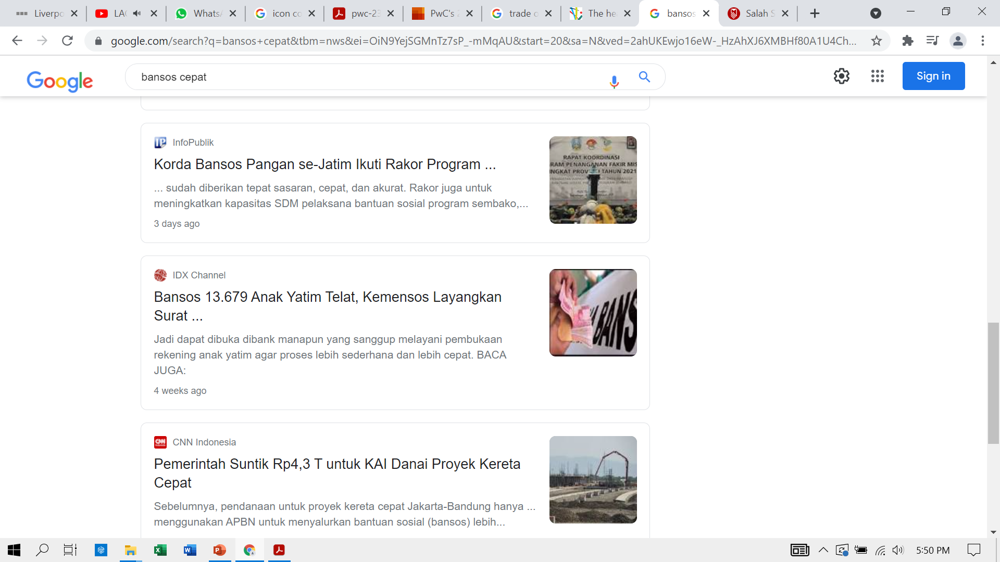 Liverpo
LA
WhatsA
icon co
pwc-23
PwC's 2
trade o
The he
bansos
Salah S
google.com/search?q=bansos+cepat&tbm=nws&ei=OiN9YejSGMnTz7sP_-mMqAU&start=20&sa=N&ved=2ahUKEwjo16eW-_HzAhXJ6XMBHf80A1U4Ch...
Google
bansos cepat
Sign in
InfoPublik
Korda Bansos Pangan se-Jatim Ikuti Rakor Program ...
... sudah diberikan tepat sasaran, cepat, dan akurat. Rakor juga untuk
meningkatkan kapasitas SDM pelaksana bantuan sosial program sembako,...
3 days ago
RAPAT KOORDINASI
RAM PENANGANAN FAKIR MIS
INGKAT PROV TAHUN 2021
IDX Channel
Bansos 13.679 Anak Yatim Telat, Kemensos Layangkan
Surat ...
Jadi dapat dibuka dibank manapun yang sanggup melayani pembukaan
rekening anak yatim agar proses lebih sederhana dan lebih cepat. BACA
JUGA:
4 weeks ago
BANS
CNN Indonesia
Pemerintah Suntik Rp4,3 T untuk KAI Danai Proyek Kereta
Cepat
Sebelumnya, pendanaan untuk proyek kereta cepat Jakarta-Bandung hanya ...
menggunakan APBN untuk menyalurkan bantuan sosial (bansos) lebih...
5:50 PM